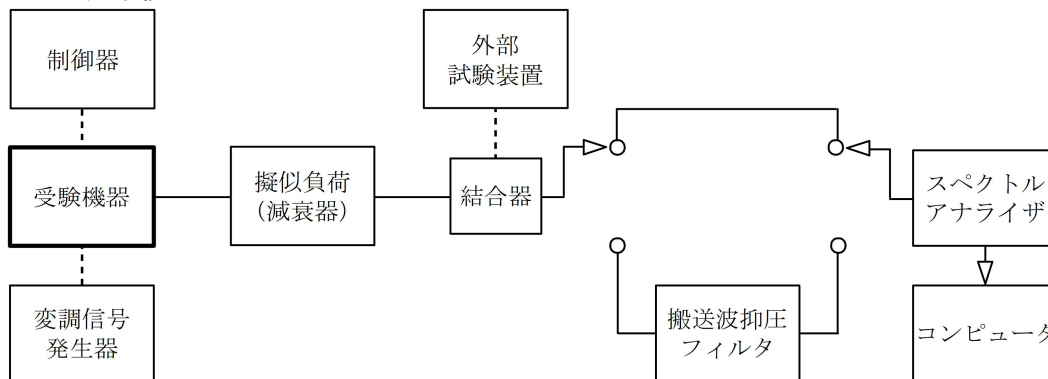 制御器
外部
試験装置
受験機器
擬似負荷
(減衰器)
結合器
スペクトル
アナライザ
変調信号
発生器
搬送波抑圧
フィルタ
コンピュータ